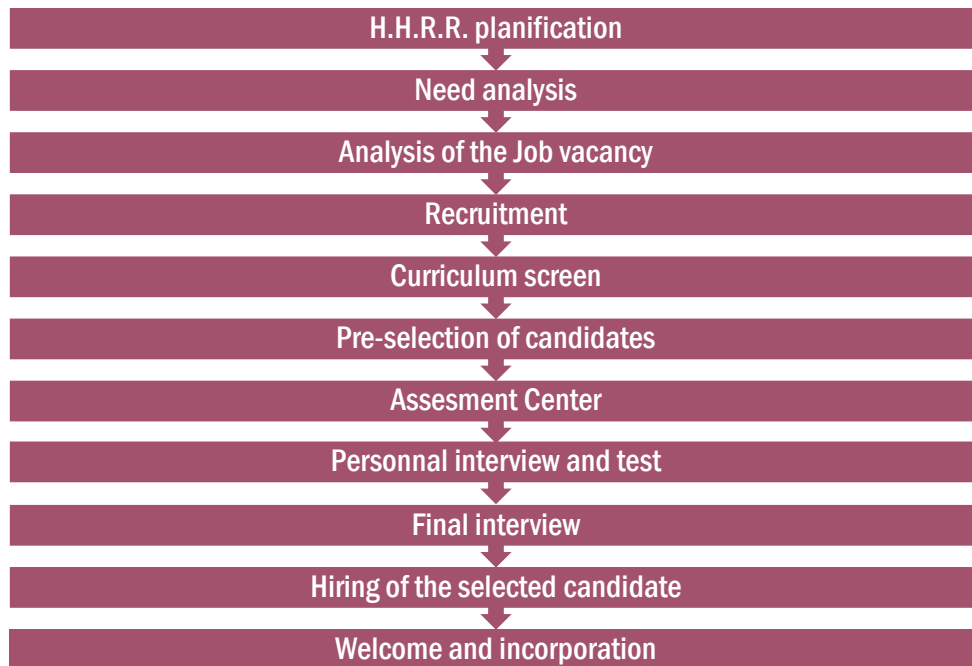 H.H.R.R. planification
Need analysis
Analysis of the Job vacancy
Recruitment
Curriculum screen
Pre-selection of candidates
Assesment Center
Personnal interview and test
Final interview
Hiring of the selected candidate
Welcome and incorporation